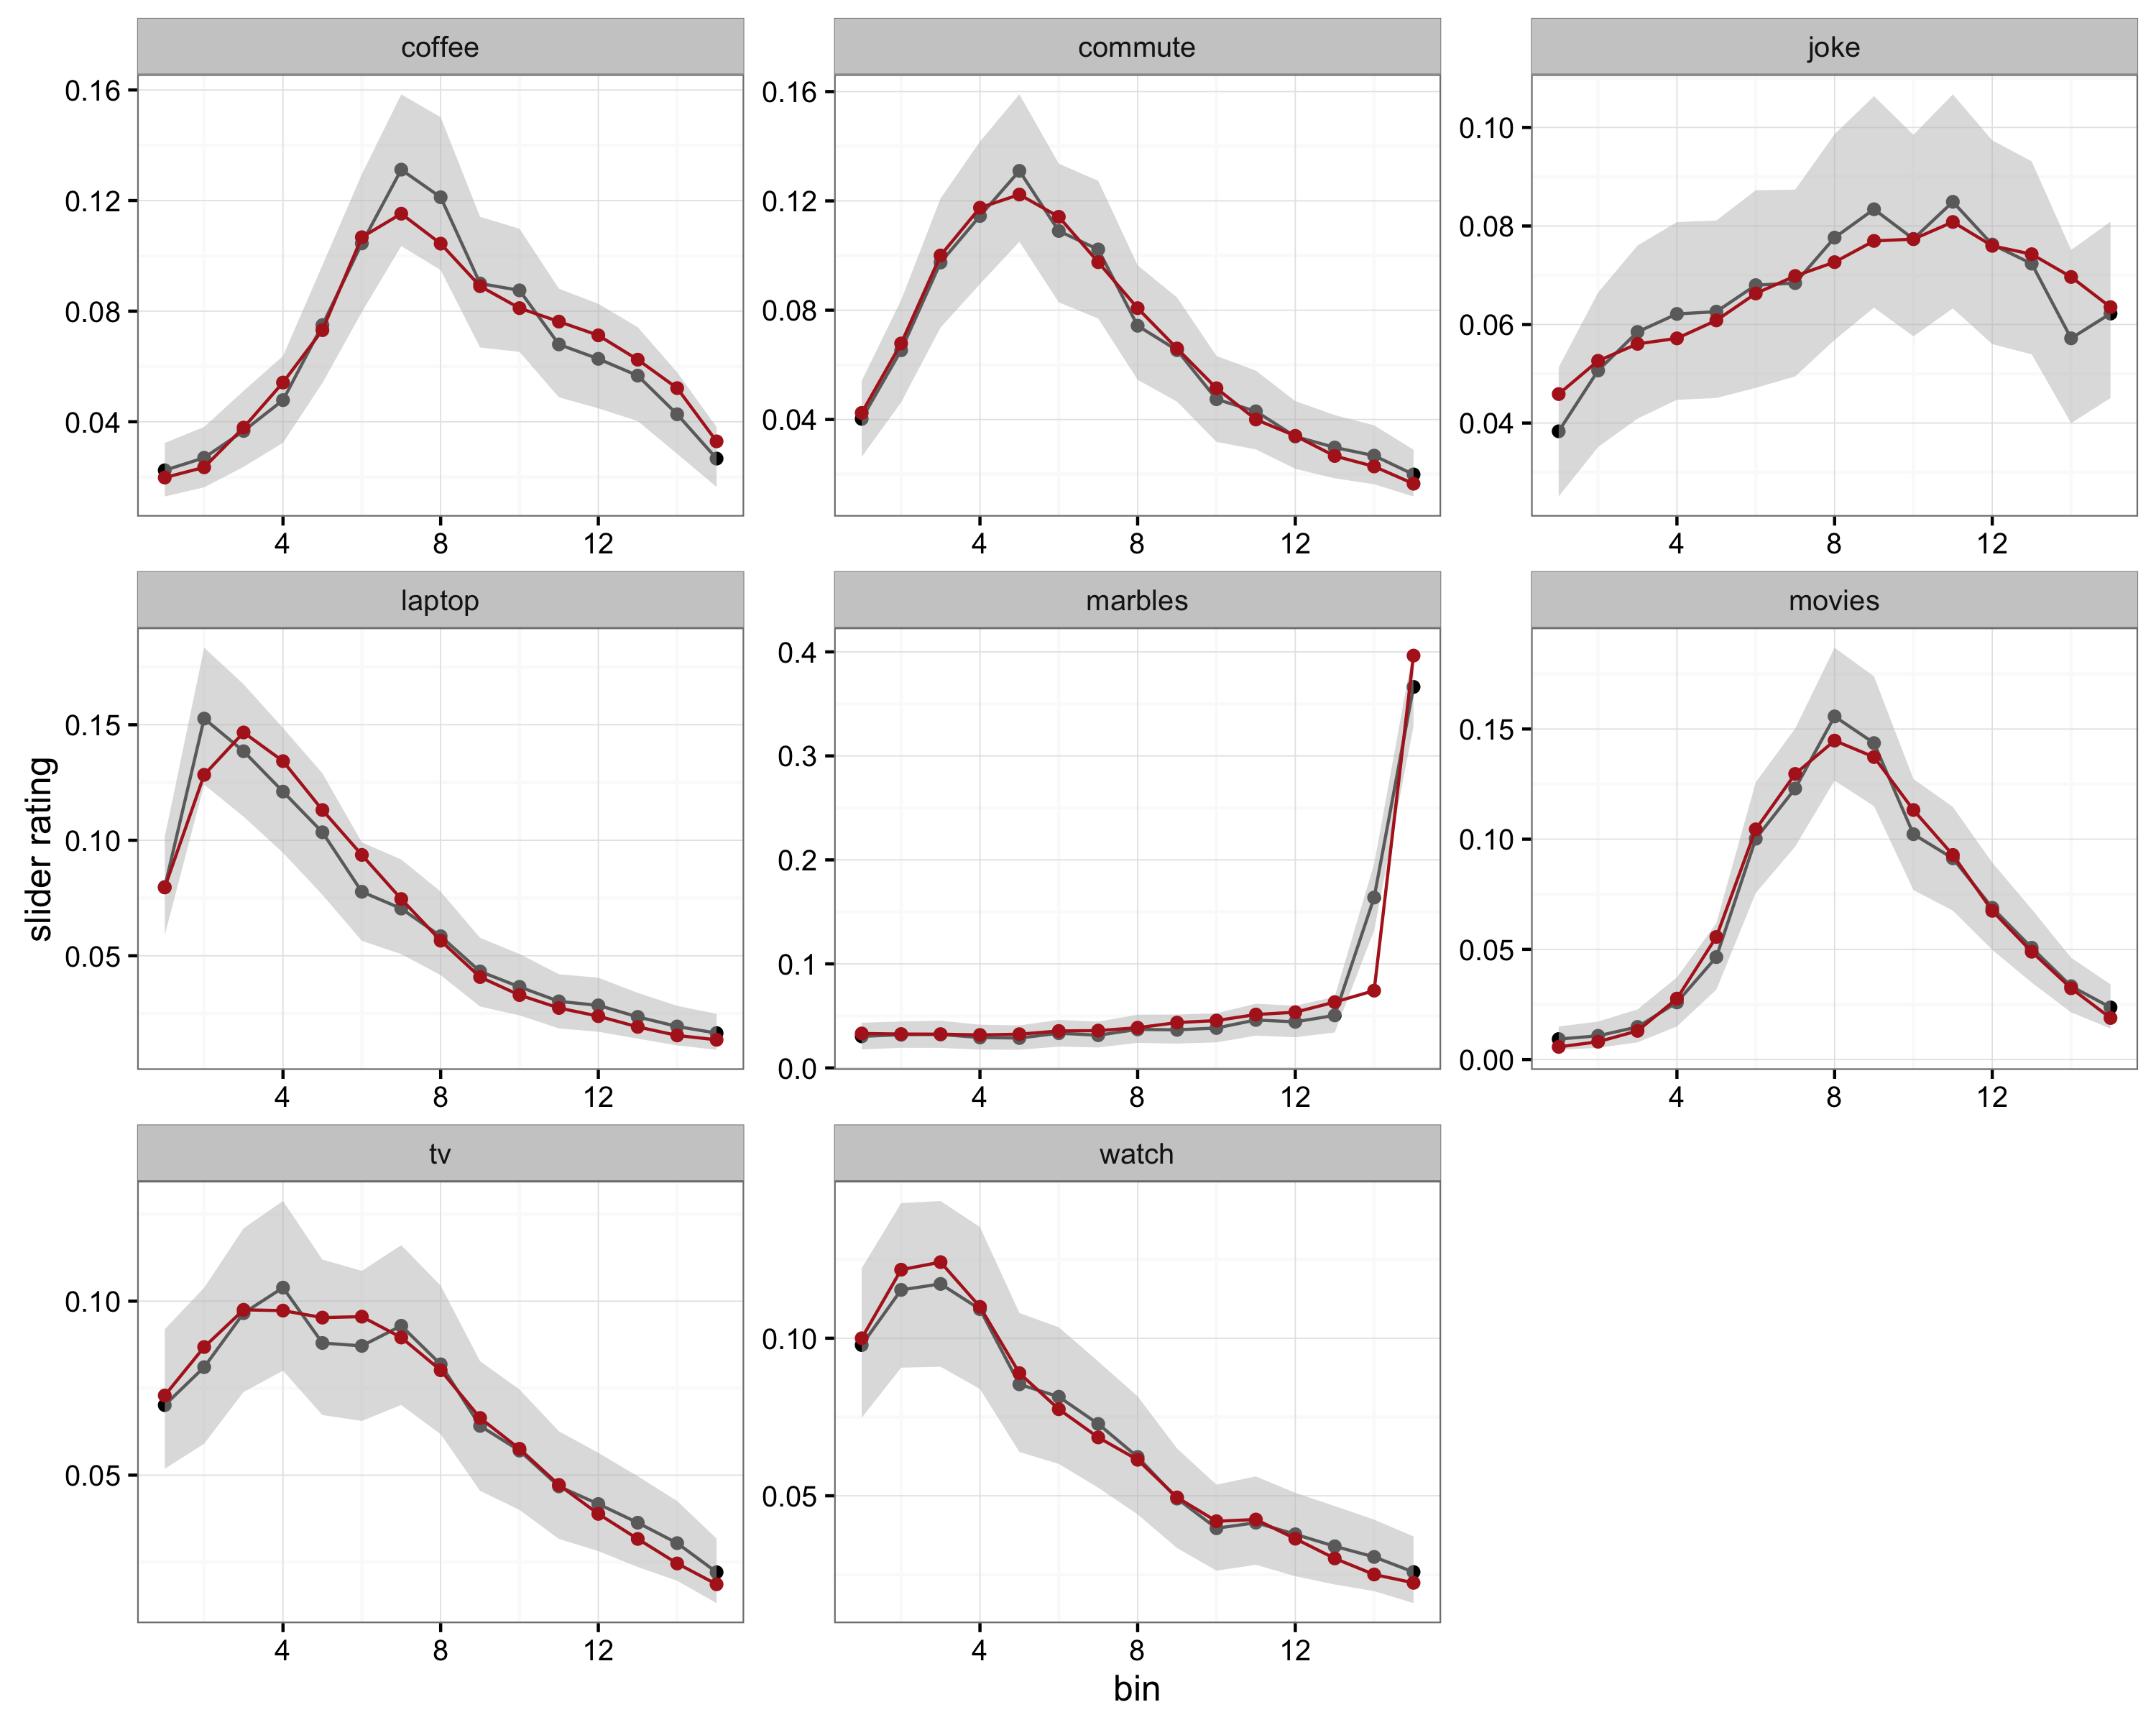 coffee commute joke
0.16 0.16
0.10
0.12 0.12
0.08
0.08 0.08
0.06
0.04 0.04 0.04
4 8 12 4 8 12 4 8 12
laptop marbles movies
0.4
0.15 0.15
0.3
0.10 0.2 0.10
0.05 0.1 0.05
0.0 0.00
4 8 12 4 8 12 4 8 12
slider rating
tv watch
0.10 0.10
0.05 0.05
4 8 12 4 8 12
bin